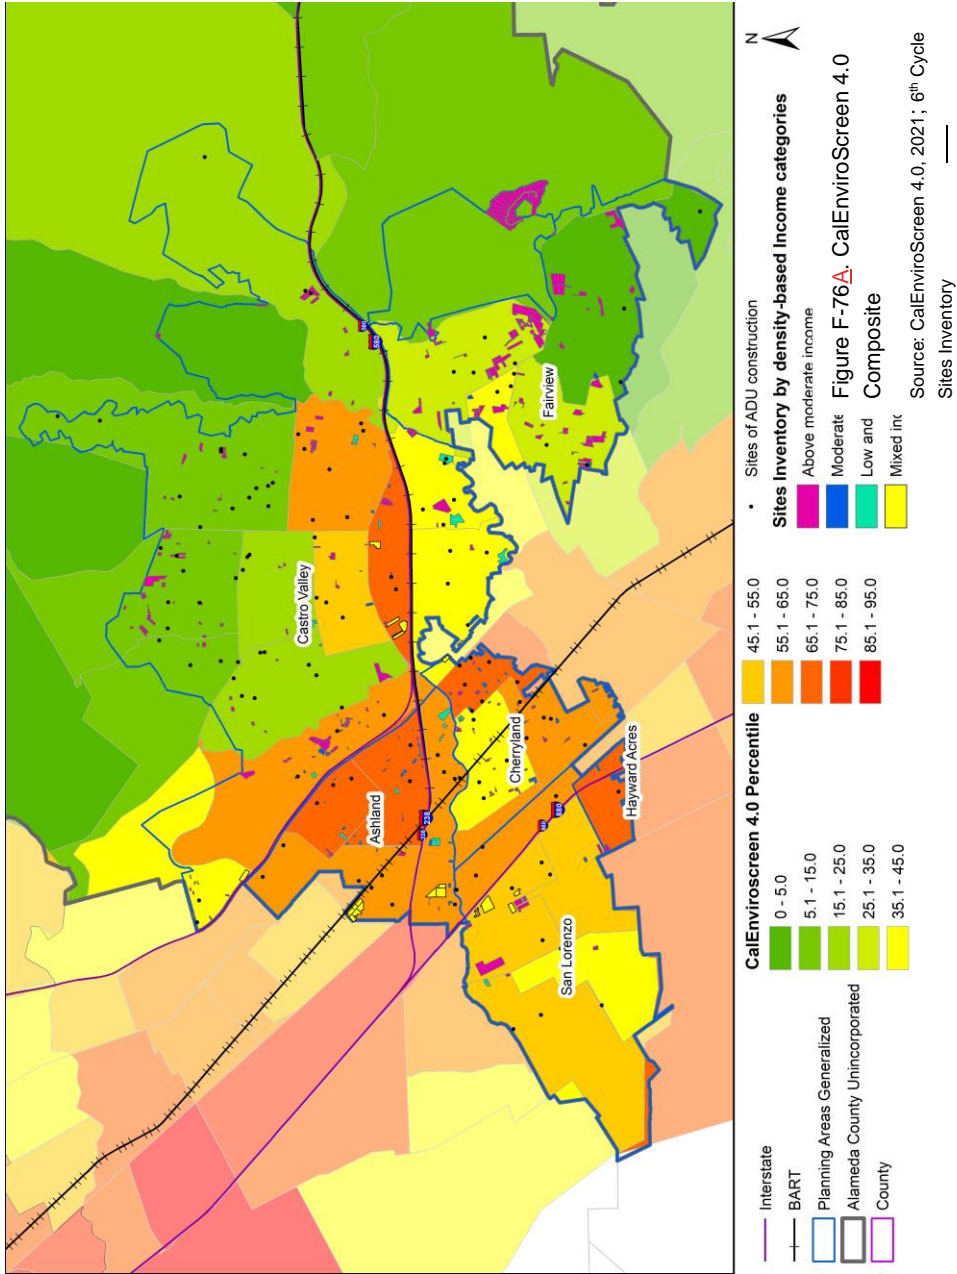 Castro Valley
Fairview
Ashland
Cherryland
Hayward Acres
San Lorenzo
580
238
880
N
Interstate
BART
Planning Areas Generalized
Alameda County Unincorporated
County
CalEnviroscreen 4.0 Percentile
0 - 5.0
5.1 - 15.0
15.1 - 25.0
25.1 - 35.0
35.1 - 45.0
45.1 - 55.0
55.1 - 65.0
65.1 - 75.0
75.1 - 85.0
85.1 - 95.0
Sites of ADU construction
Sites Inventory by density-based Income categories
Above moderate income
Moderate
Low and
Mixed inc
Figure F-76A. CalEnviroScreen 4.0
Composite
Source: CalEnviroScreen 4.0, 2021; 6th Cycle
Sites Inventory